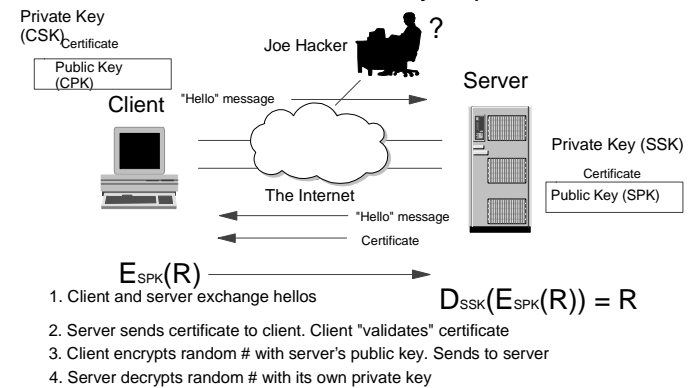 Private Key
(CSK)
Certificate
Public Key
(CPK)
Joe Hacker
?
Client
"Hello" message
Server
Private Key (SSK)
Certificate
Public Key (SPK)
The Internet
"Hello" message
Certificate
ESPK(R)
DSSK(ESPK(R)) = R
1. Client and server exchange hellos
2. Server sends certificate to client. Client "validates" certificate
3. Client encrypts random # with server's public key. Sends to server
4. Server decrypts random # with its own private key